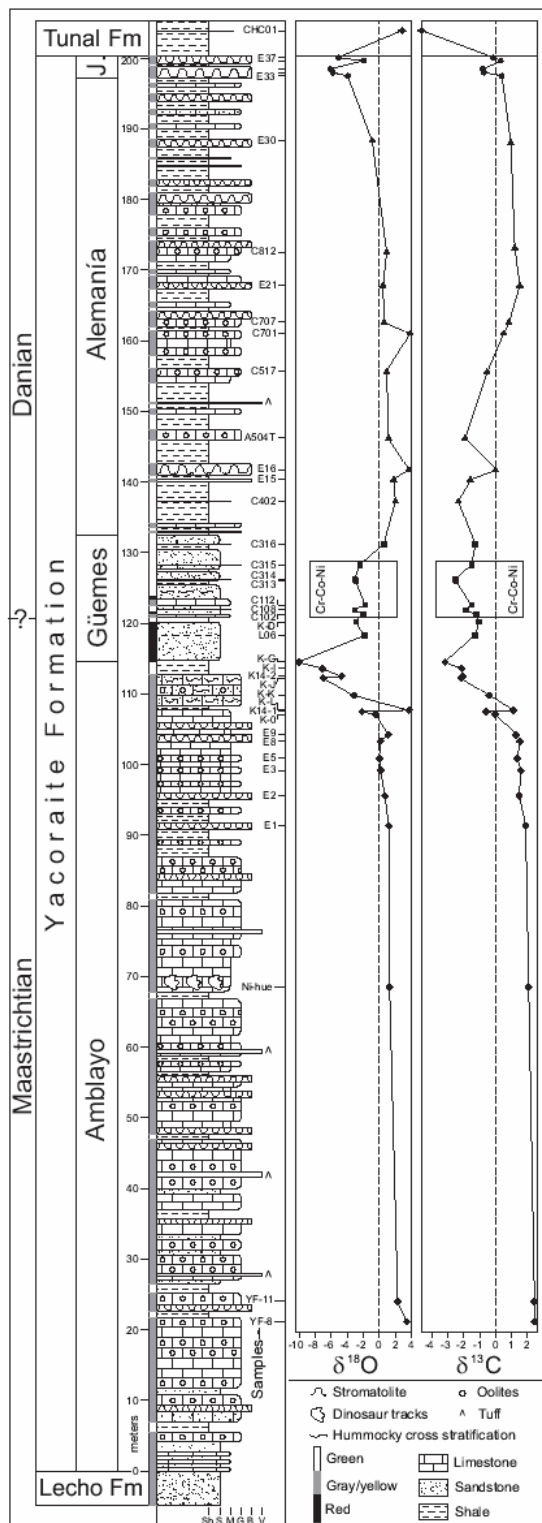 Tunal Fm
J.
Danian
Alemanía
Güemes
-?-
Yacoraite Formation
Maastrichtian
Amblayo
Lecho Fm
200
190
180
170
160
150
140
130
120
110
100
90
80
70
60
50
40
30
20
10
0
meters
CHC01
E37
E33
E30
C812
E21
C707
C701
C517
A504T
E16
E15
C402
C316
C315
C314
C313
C112
C108
C102
K-D
L06
K-G
K-I
K14-2
K-J
K-K
K-L
K14-1
K-0
E9
E8
E5
E3
E2
E1
Ni-hue
YF-11
YF-8
Samples
Sh S M G B V
Cr-Co-Ni
Cr-Co-Ni
-10 -8 -6 -4 -2 0 2 4
-4 -3 -2 -1 0 1 2
δ18O
δ13C
Stromatolite
Oolites
Dinosaur tracks
Tuff
Hummocky cross stratification
Green
Limestone
Gray/yellow
Sandstone
Red
Shale